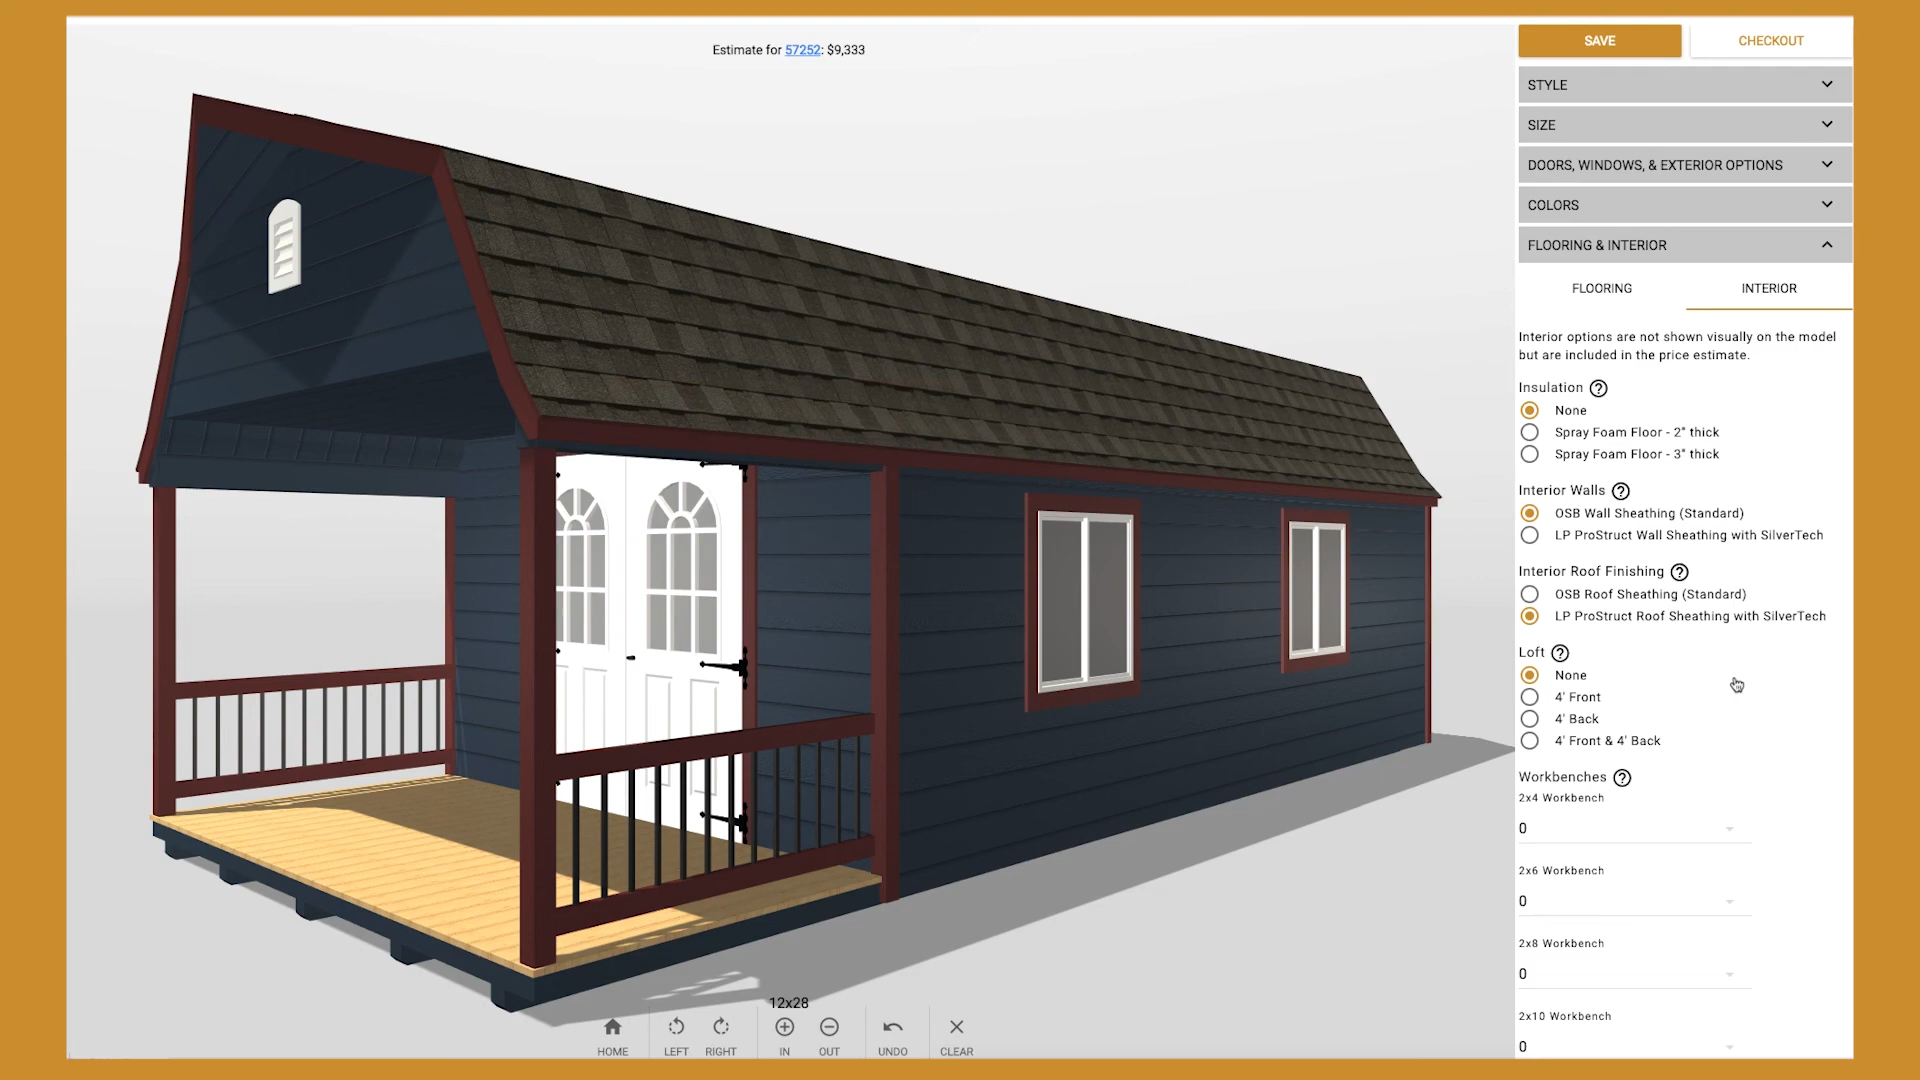 Estimate for 57252: $9,333
SAVE
CHECKOUT
STYLE
SIZE
DOORS, WINDOWS, & EXTERIOR OPTIONS
COLORS
FLOORING & INTERIOR
FLOORING
INTERIOR
Interior options are not shown visually on the model
but are included in the price estimate.
Insulation ?
None
Spray Foam Floor - 2" thick
Spray Foam Floor - 3" thick
Interior Walls ?
OSB Wall Sheathing (Standard)
LP ProStruct Wall Sheathing with SilverTech
Interior Roof Finishing ?
OSB Roof Sheathing (Standard)
LP ProStruct Roof Sheathing with SilverTech
Loft ?
None
4' Front
4' Back
4' Front & 4' Back
Workbenches ?
2x4 Workbench
0
2x6 Workbench
0
2x8 Workbench
0
2x10 Workbench
0
12x28
HOME
LEFT
RIGHT
IN
OUT
UNDO
CLEAR